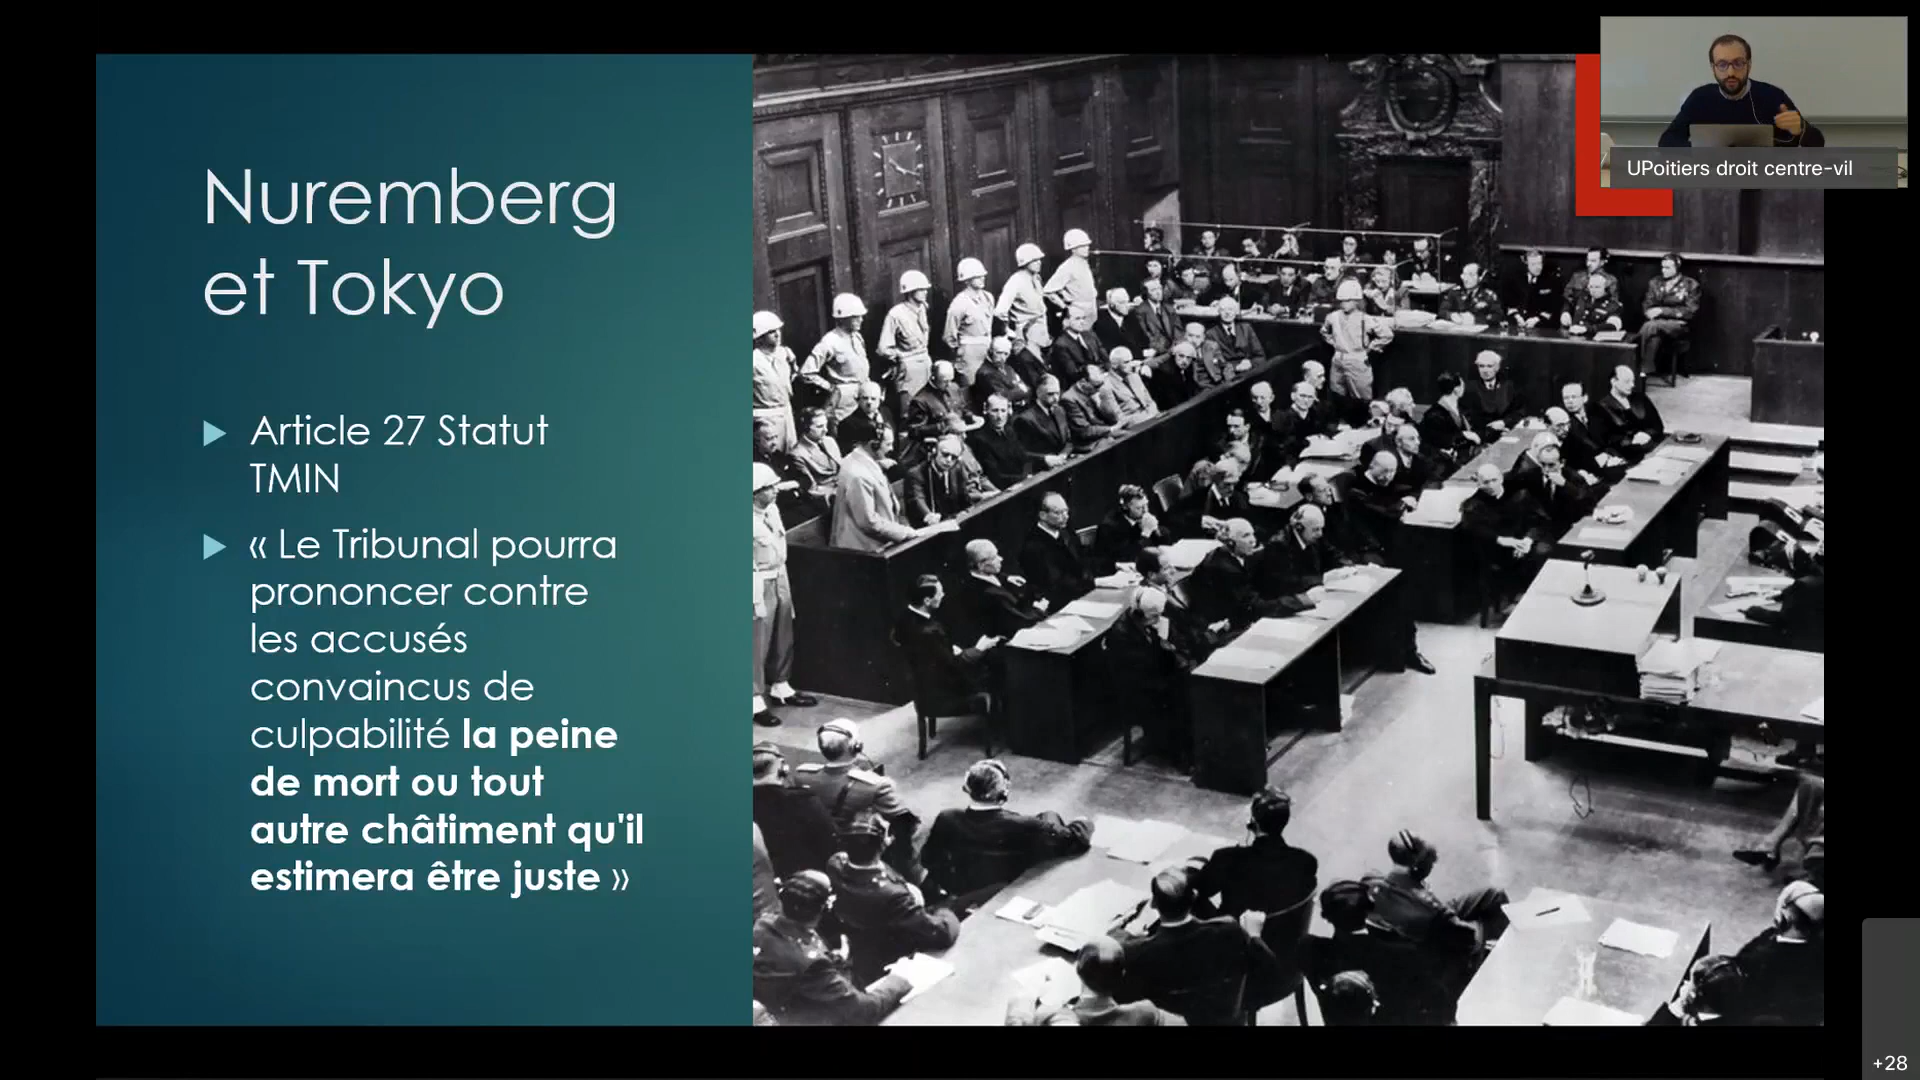 Nuremberg
et Tokyo
Article 27 Statut
TMIN
« Le Tribunal pourra
prononcer contre
les accusés
convaincus de
culpabilité la peine
de mort ou tout
autre châtiment qu'il
estimera être juste »
UPoitiers droit centre-vil
+28